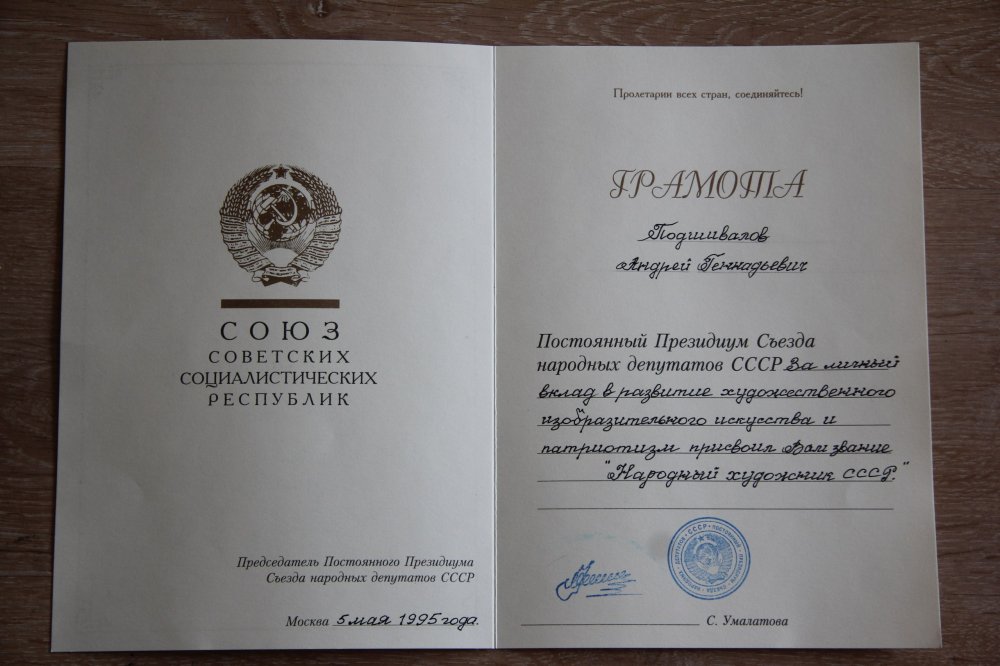 СОЮЗ
СОВЕТСКИХ
СОЦИАЛИСТИЧЕСКИХ
РЕСПУБЛИК
Председатель Постоянного Президиума
Съезда народных депутатов СССР
Москва 5 мая 1995 года.
Пролетарии всех стран, соединяйтесь!
ГРАМОТА
Подшивалов
Андрей Геннадьевич
Постоянный Президиум Съезда
народных депутатов СССР За личный
вклад в развитие художественного
изобразительного искусства и
патриотизм присвоил Вам звание
"Народный художник СССР."
С. Умалатова